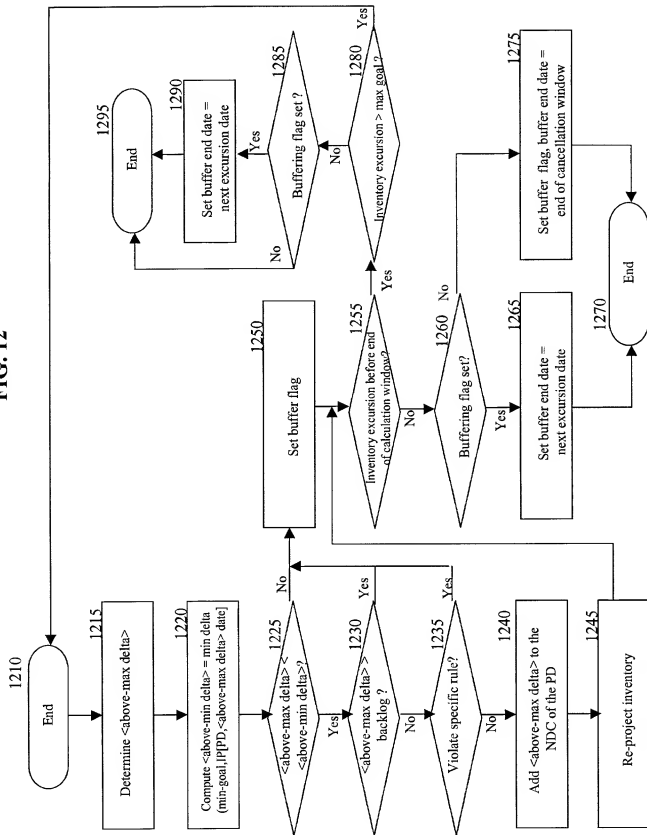 FIG. 12
1210
End
1215
Determine <above-max delta>
1220
Compute <above-min delta> = min delta
(min-goal,IP[PD,<above-max delta> date]
1225
<above-max delta> <
<above-min delta>?
No
Yes
1230
<above-max delta> >
backlog ?
Yes
No
1235
Violate specific rule?
Yes
No
1240
Add <above-max delta> to the
NDC of the PD
1245
Re-project inventory
1250
Set buffer flag
1255
Inventory excursion before end
of calculation window?
Yes
No
1260
Buffering flag set?
No
Yes
1265
Set buffer end date =
next excursion date
1270
End
1275
Set buffer flag, buffer end date =
end of cancellation window
1280
Inventory excursion > max goal ?
Yes
No
1285
Buffering flag set ?
Yes
No
1290
Set buffer end date =
next excursion date
1295
End